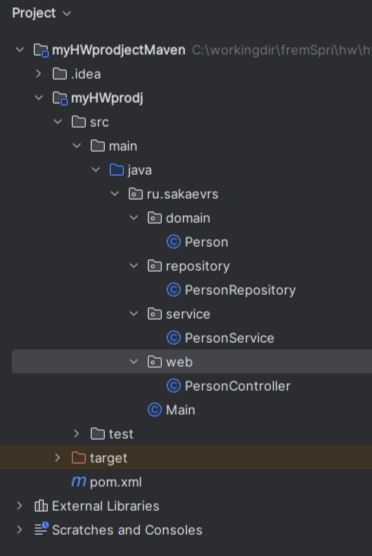 Project
myHWprodjectMaven C:\workingdir\fremSpri\hw\h
.idea
myHWprodj
src
main
java
ru.sakaevrs
domain
Person
repository
PersonRepository
service
PersonService
web
PersonController
Main
test
target
pom.xml
External Libraries
Scratches and Consoles